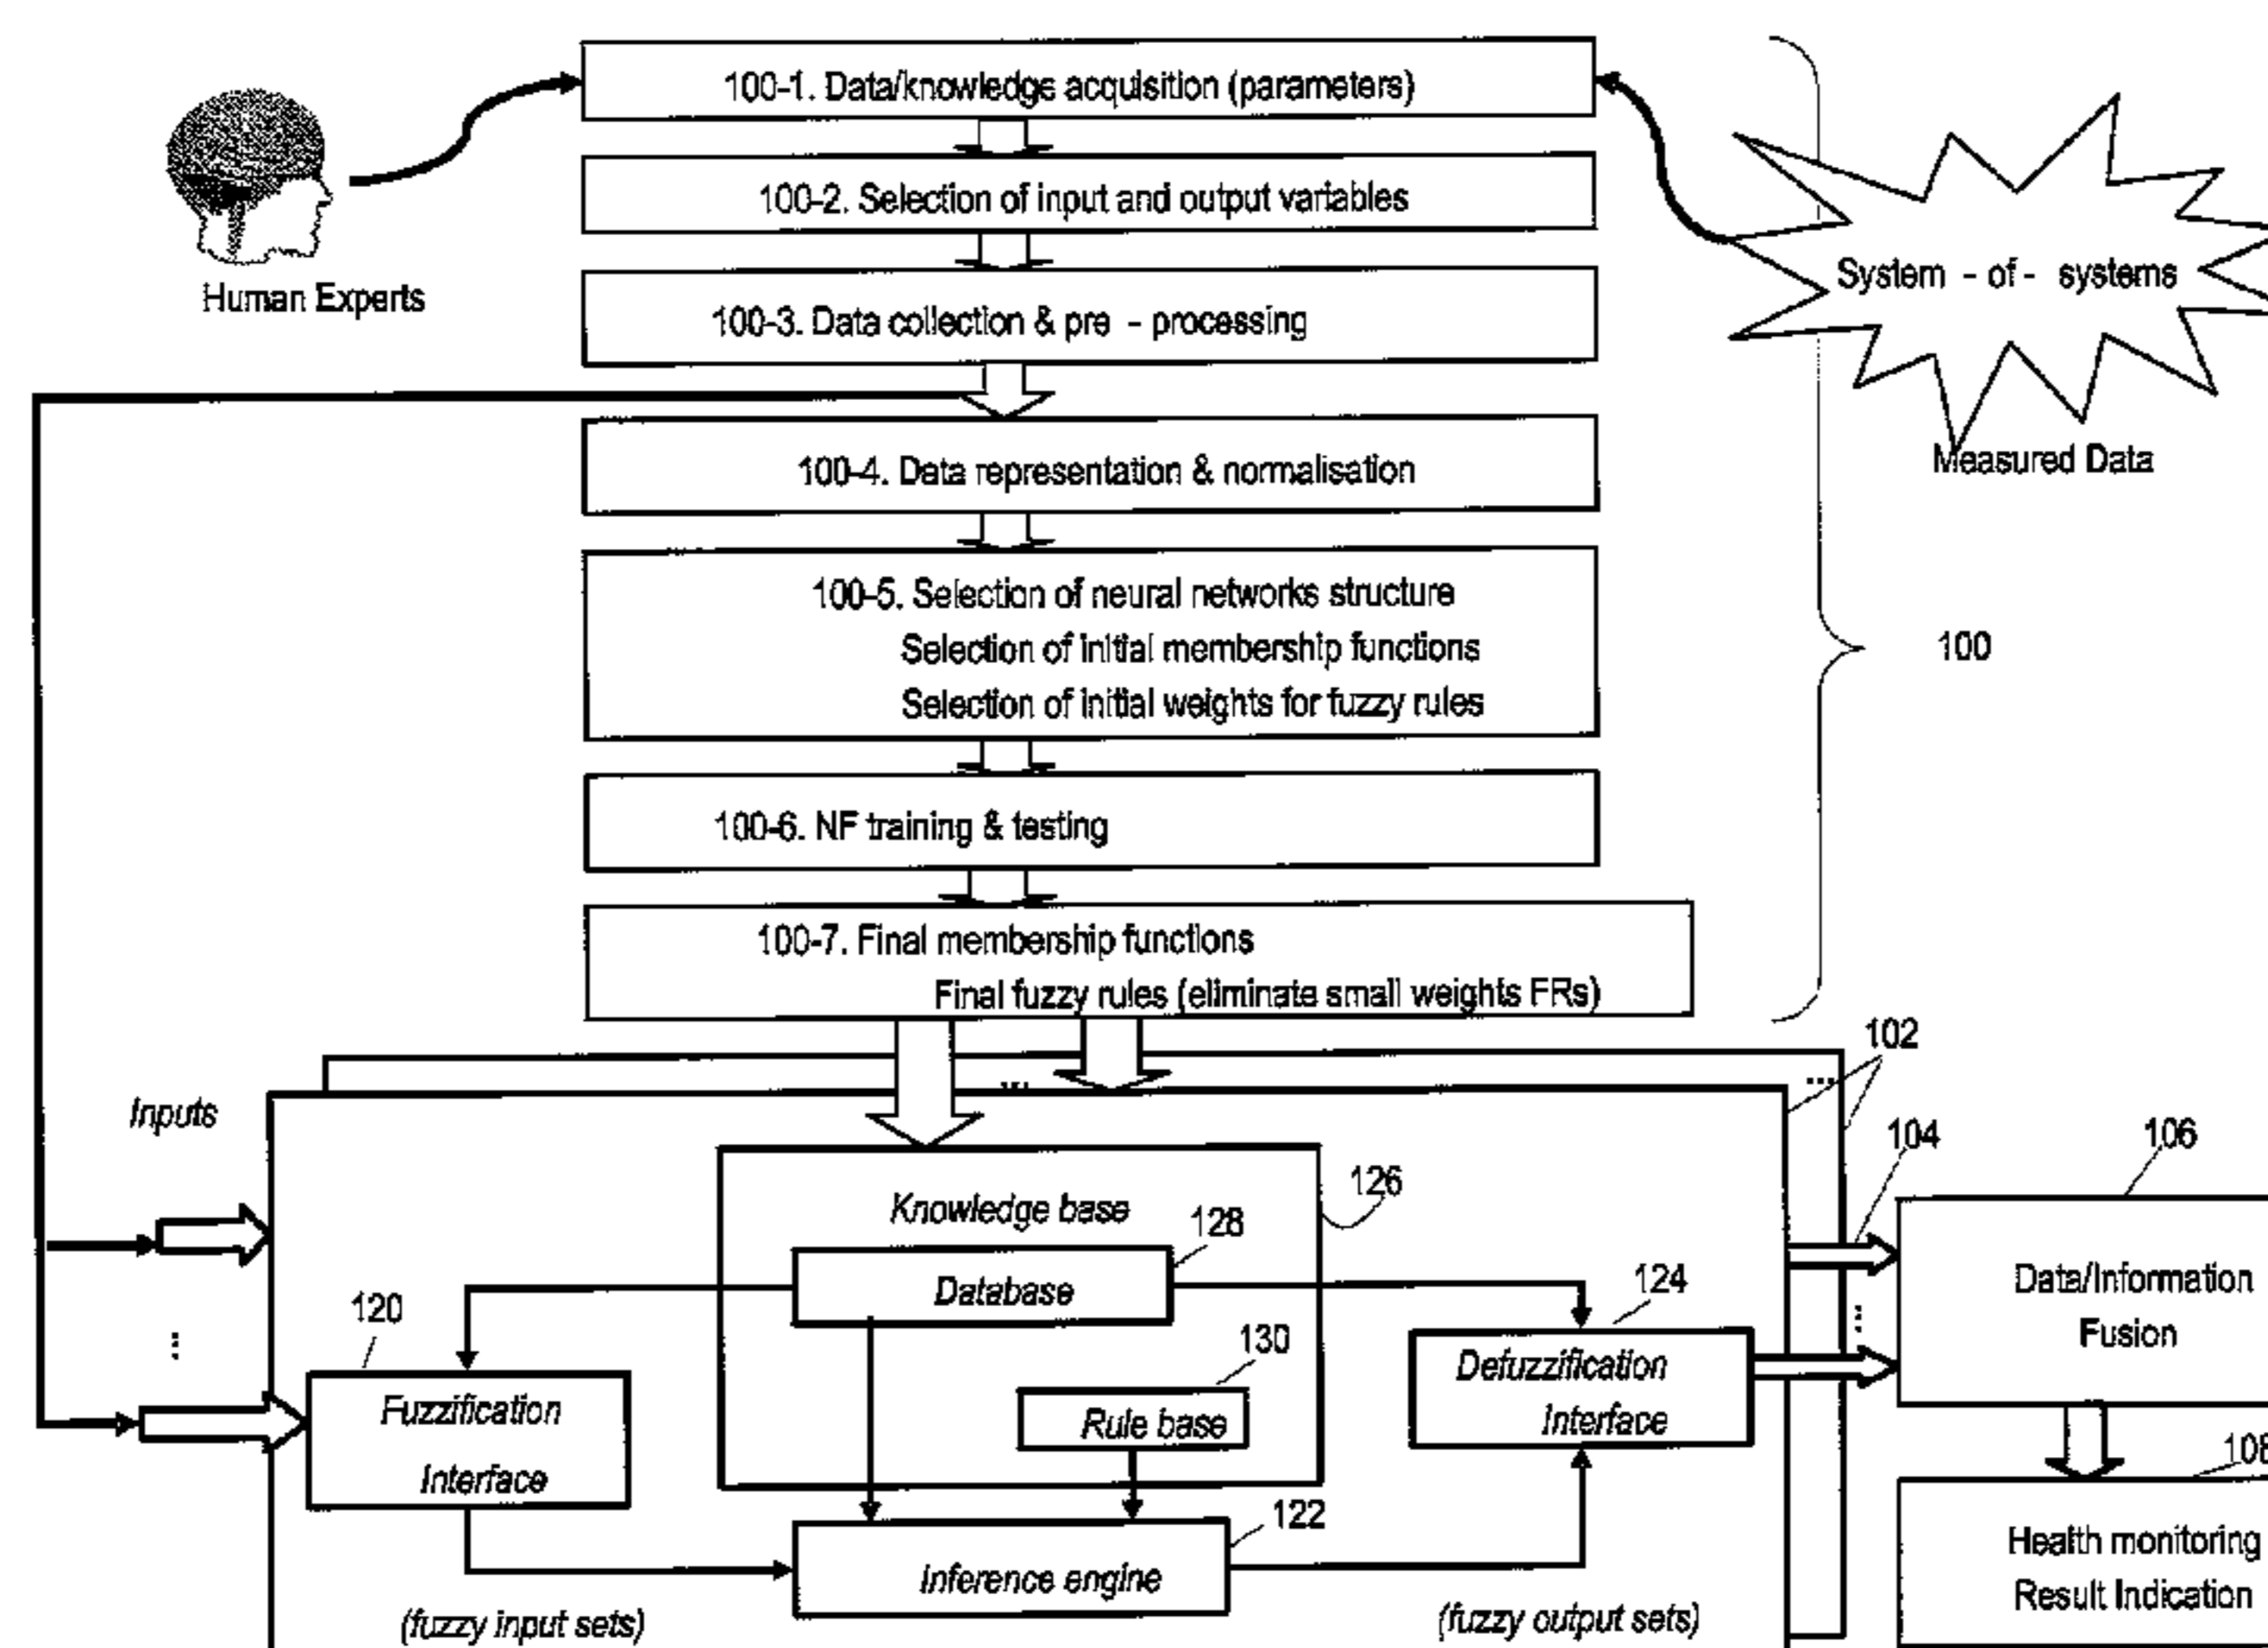 100-1. Data/knowledge acquisition (parameters)
100-2. Selection of input and output variables
Human Experts
System - of - systems
100-3. Data collection & pre - processing
Measured Data
100-4. Data representation & normalisation
100-5. Selection of neural networks structure
Selection of initial membership functions
Selection of initial weights for fuzzy rules
100
100-6. NF training & testing
100-7. Final membership functions
Final fuzzy rules (eliminate small weights FRs)
102
...
...
Inputs
104
106
Knowledge base
126
128
Database
Data/Information
Fusion
120
...
124
...
130
Fuzzification
Interface
Rule base
Defuzzification
Interface
108
122
Inference engine
Health monitoring
Result Indication
(fuzzy input sets)
(fuzzy output sets)